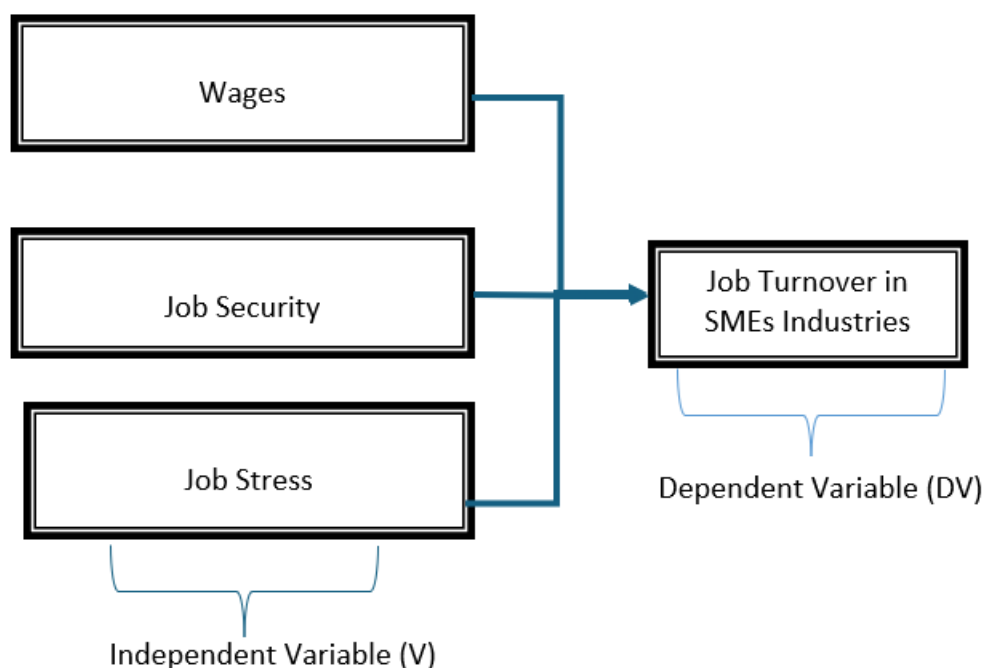 Wages
Job Security
Job Stress
Independent Variable (V)
Job Turnover in
SMEs Industries
Dependent Variable (DV)